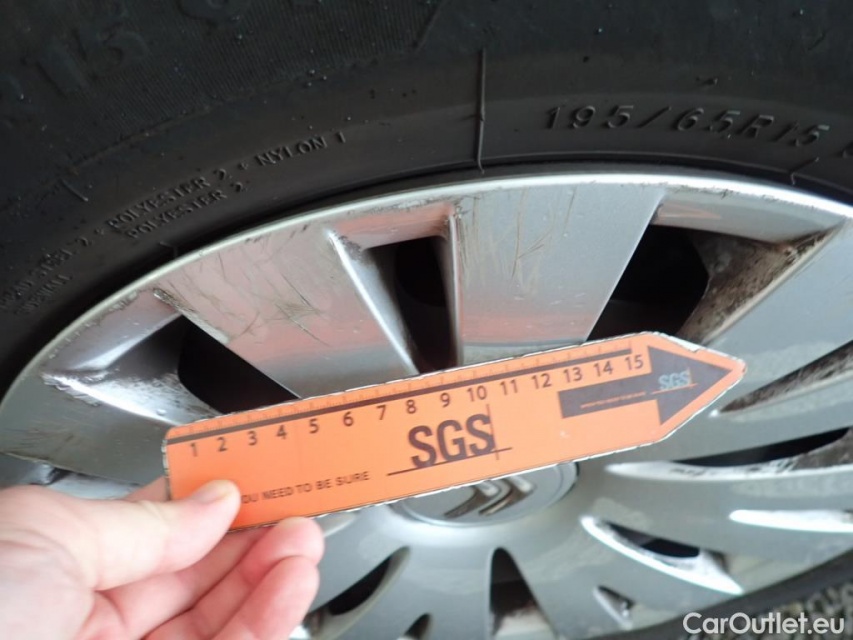 195/65R15
POLYESTER 2 + NYLON 1
POLYESTER 2
1 2 3 4 5 6 7 8 9 10 11 12 13 14 15
SGS
SGS
OU NEED TO BE SURE
CarOutlet.eu